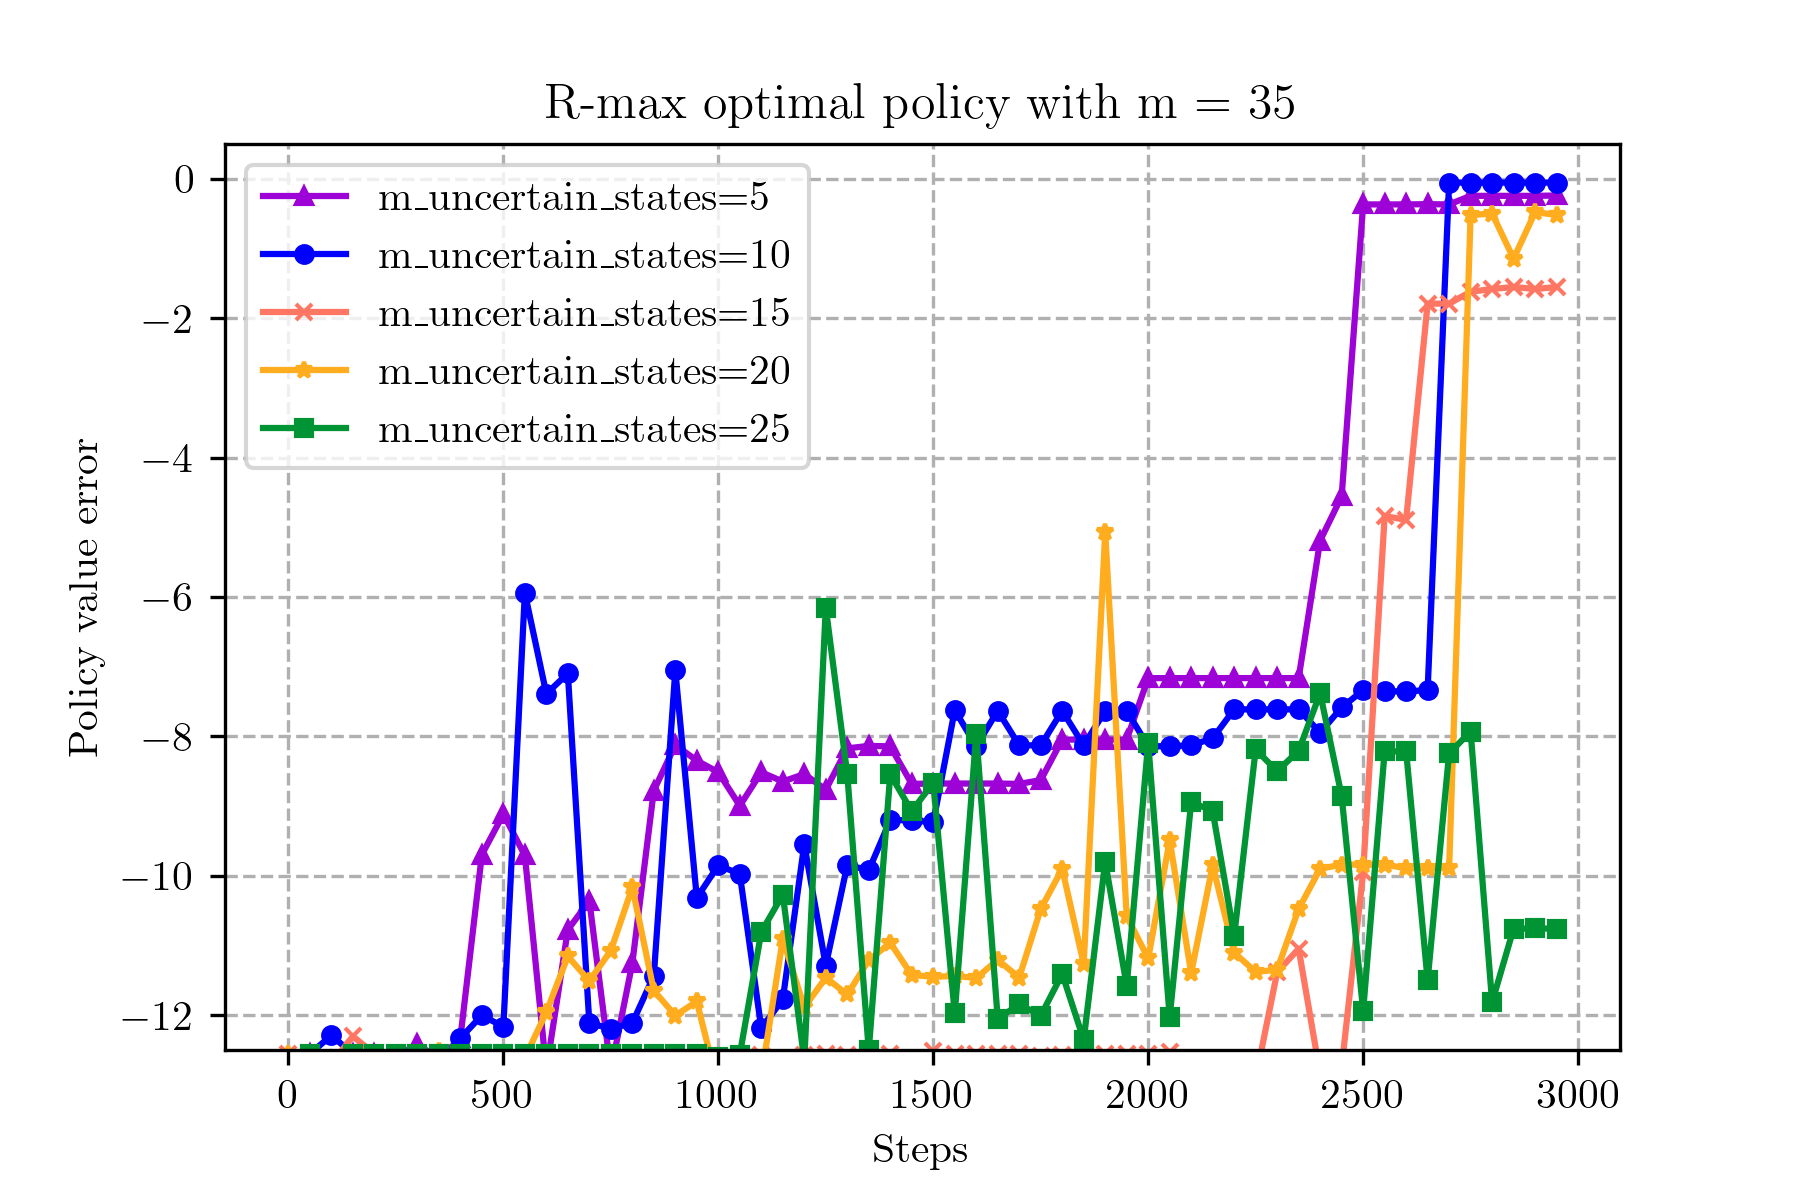 R-max optimal policy with m = 35
m_uncertain_states=5
m_uncertain_states=10
m_uncertain_states=15
m_uncertain_states=20
m_uncertain_states=25
Policy value error
0
−2
−4
−6
−8
−10
−12
0 500 1000 1500 2000 2500 3000
Steps